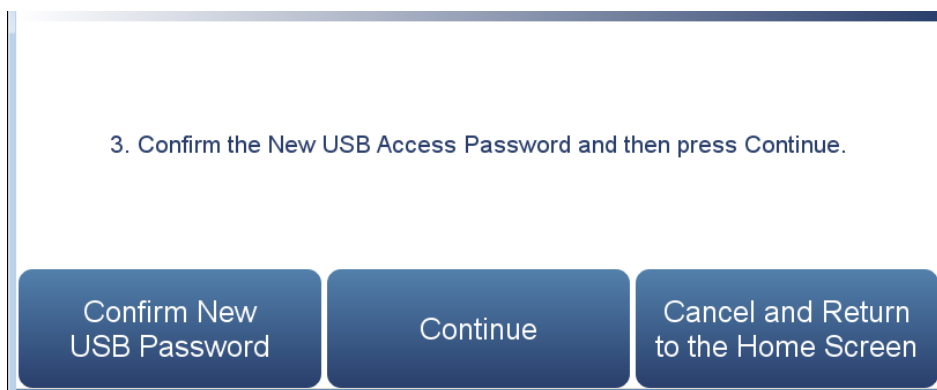 3. Confirm the New USB Access Password and then press Continue.
Confirm New
USB Password
Continue
Cancel and Return
to the Home Screen